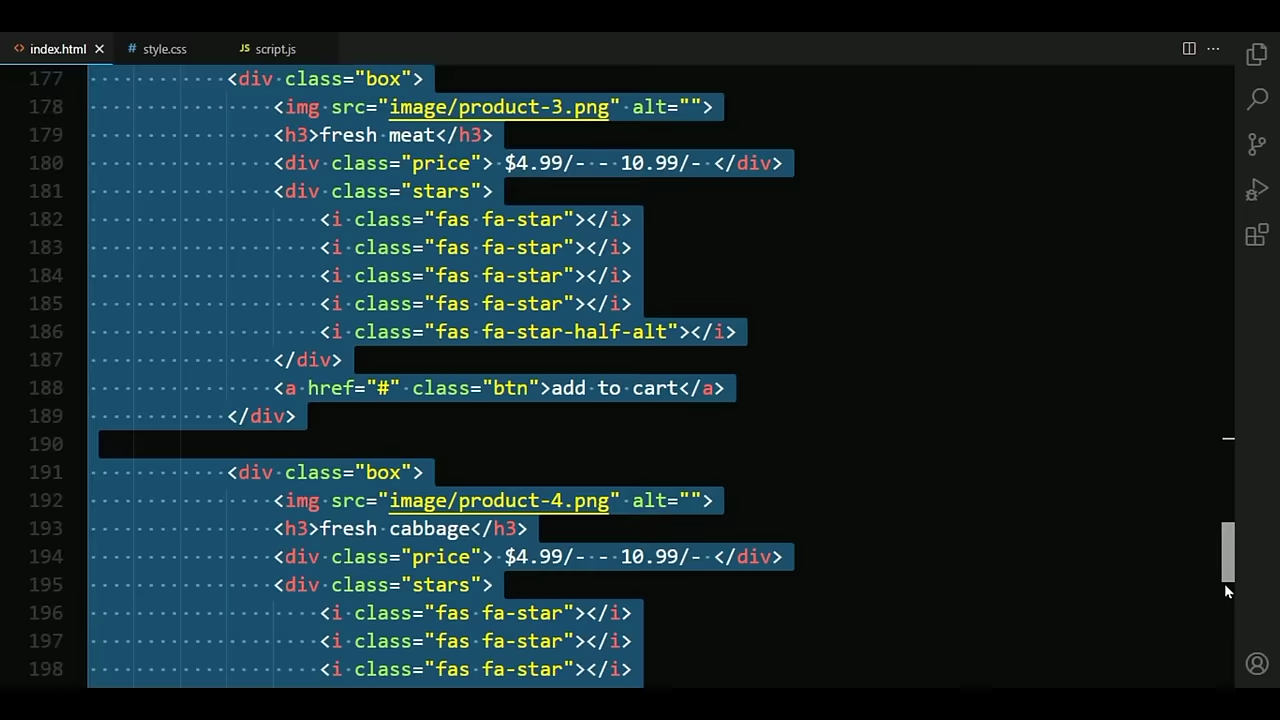 index.html
style.css
JS script.js
177 <div class="box">
178 <img src="image/product-3.png" alt="">
179 <h3>fresh meat</h3>
180 <div class="price"> $4.99/- - 10.99/- </div>
181 <div class="stars">
182 <i class="fas fa-star"></i>
183 <i class="fas fa-star"></i>
184 <i class="fas fa-star"></i>
185 <i class="fas fa-star"></i>
186 <i class="fas fa-star-half-alt"></i>
187 </div>
188 <a href="#" class="btn">add to cart</a>
189 </div>
190
191 <div class="box">
192 <img src="image/product-4.png" alt="">
193 <h3>fresh cabbage</h3>
194 <div class="price"> $4.99/- - 10.99/- </div>
195 <div class="stars">
196 <i class="fas fa-star"></i>
197 <i class="fas fa-star"></i>
198 <i class="fas fa-star"></i>